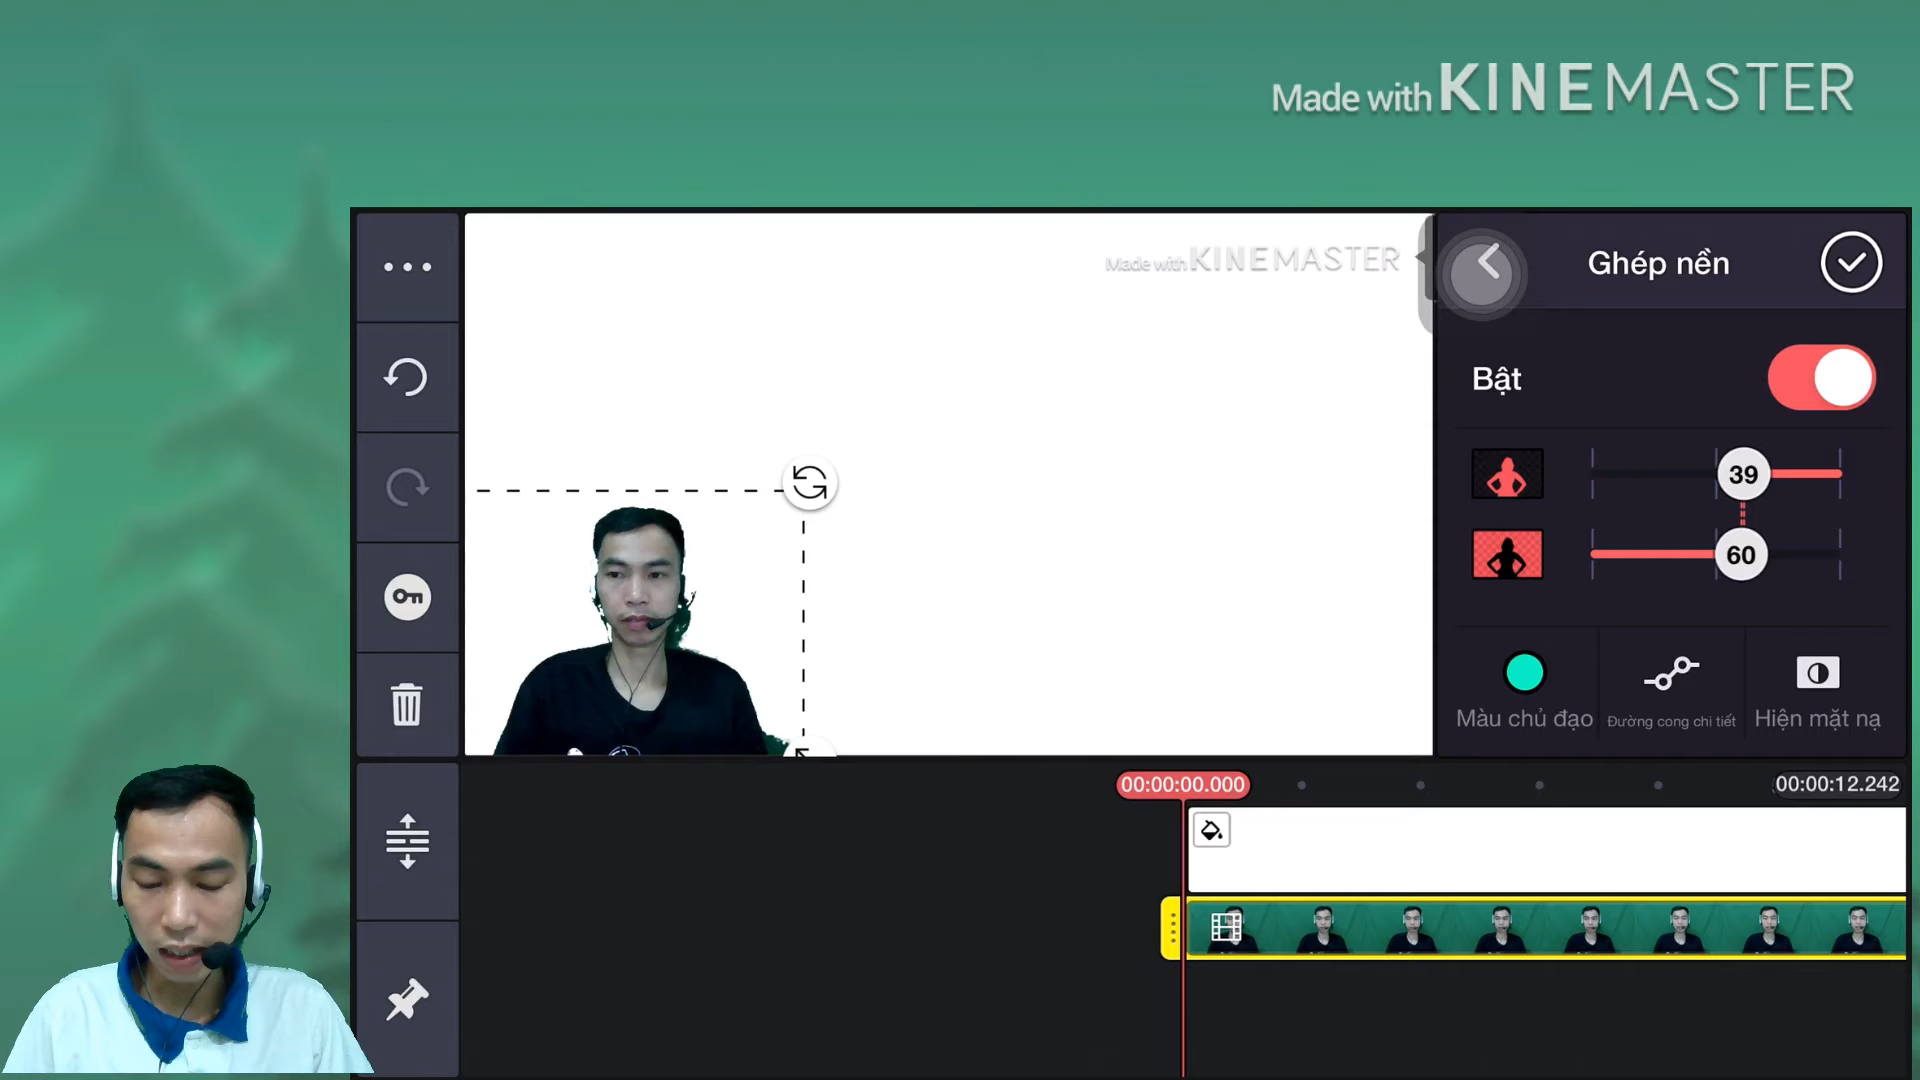 Made with KINEMASTER
Made with KINEMASTER
Ghép nền
Bật
39
60
Màu chủ đạo
Đường cong chi tiết
Hiện mặt nạ
00:00:00.000
00:00:12.242